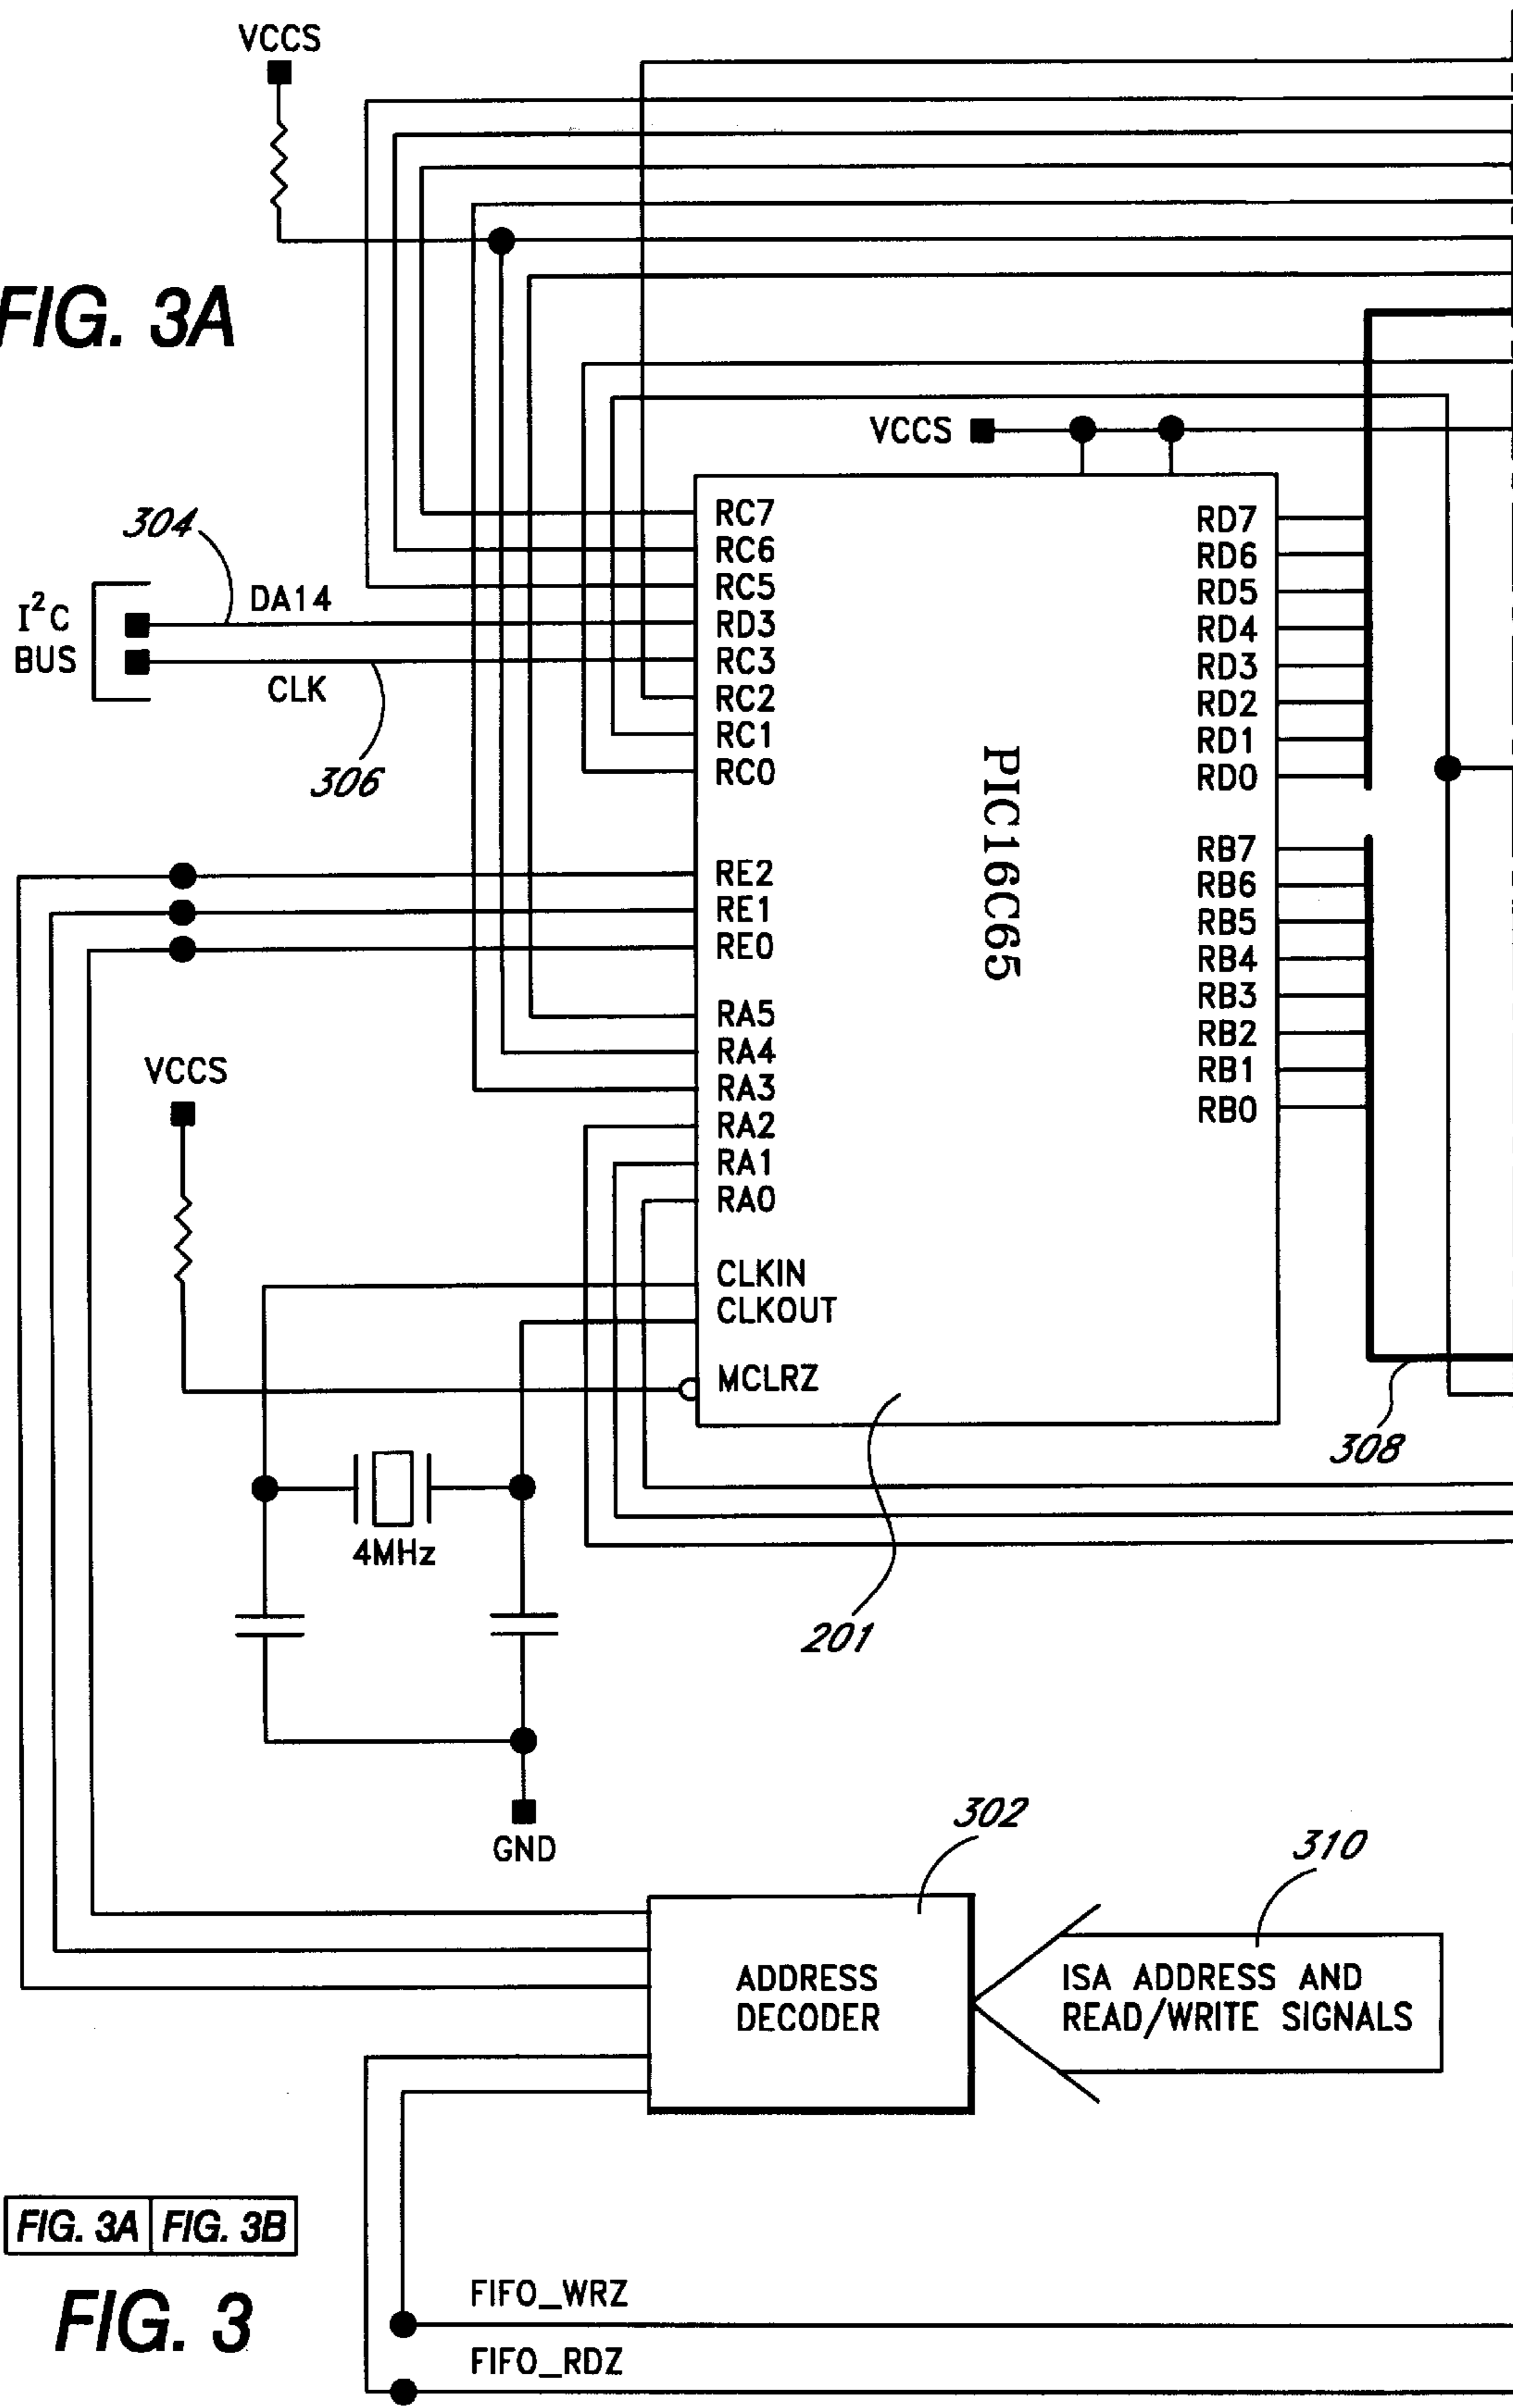 VCCS
FIG. 3A
VCCS
304
I²C
BUS
DA14
CLK
306
RC7
RC6
RC5
RD3
RC3
RC2
RC1
RC0
RE2
RE1
RE0
RA5
RA4
RA3
RA2
RA1
RA0
CLKIN
CLKOUT
MCLRZ
PIC16C65
RD7
RD6
RD5
RD4
RD3
RD2
RD1
RD0
RB7
RB6
RB5
RB4
RB3
RB2
RB1
RB0
VCCS
308
4MHz
201
GND
302
310
ADDRESS
DECODER
ISA ADDRESS AND
READ/WRITE SIGNALS
FIG. 3A FIG. 3B
FIG. 3
FIFO_WRZ
FIFO_RDZ